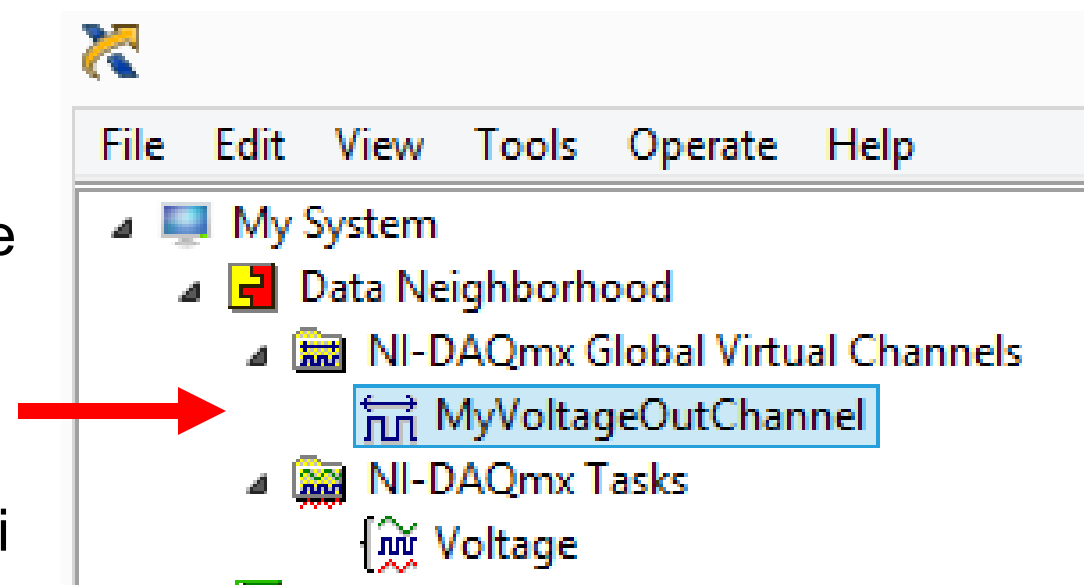 File Edit View Tools Operate Help
My System
e
Data Neighborhood
NI-DAQmx Global Virtual Channels
MyVoltageOutChannel
NI-DAQmx Tasks
i
Voltage